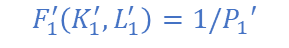 F₁′(K₁′, L₁′) = 1/P₁′